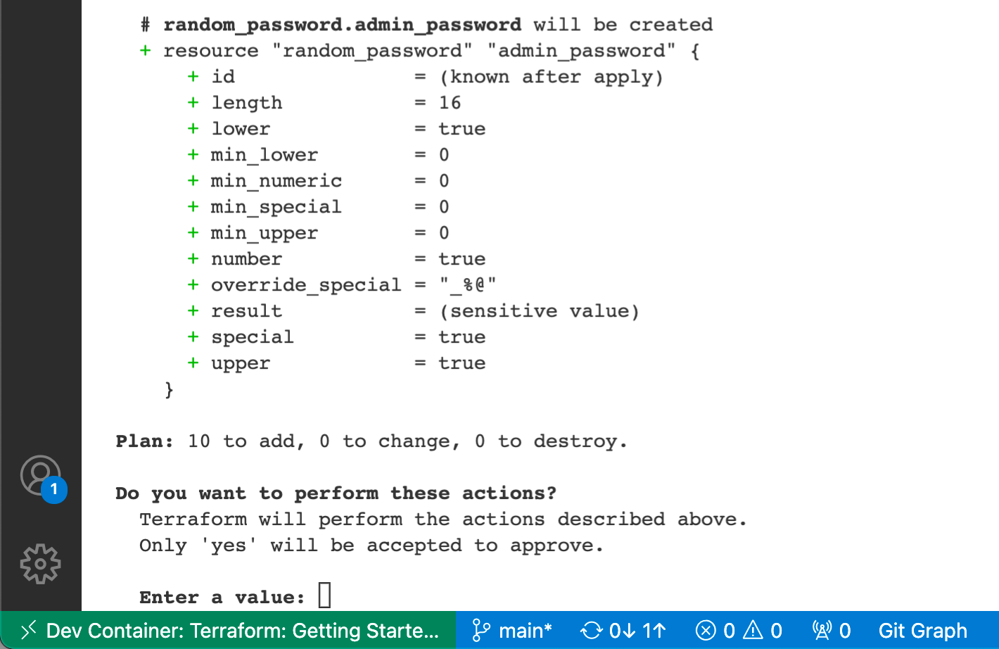 # random_password.admin_password will be created
+ resource "random_password" "admin_password" {
+ id = (known after apply)
+ length = 16
+ lower = true
+ min_lower = 0
+ min_numeric = 0
+ min_special = 0
+ min_upper = 0
+ number = true
+ override_special = "_%@"
+ result = (sensitive value)
+ special = true
+ upper = true
}
Plan: 10 to add, 0 to change, 0 to destroy.
Do you want to perform these actions?
Terraform will perform the actions described above.
Only 'yes' will be accepted to approve.
Enter a value:
1
Dev Container: Terraform: Getting Starte... main* 0↓ 1↑ 0 0 0 Git Graph